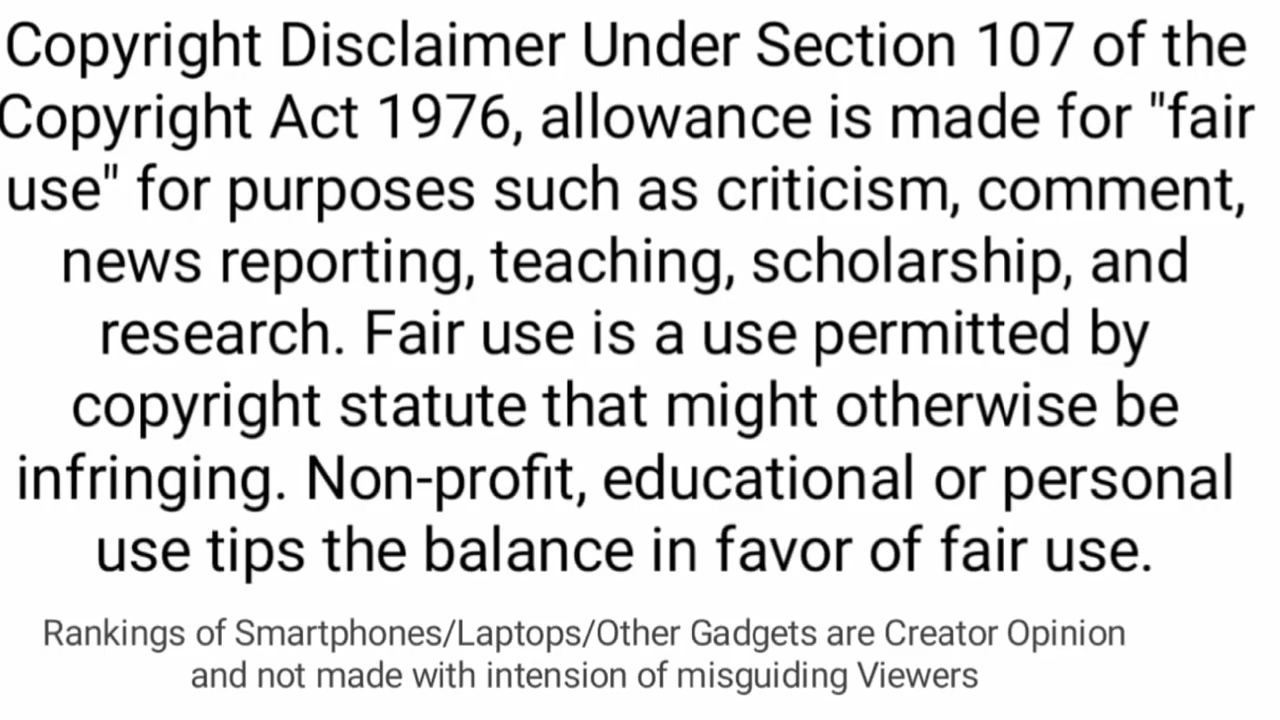 Copyright Disclaimer Under Section 107 of the
Copyright Act 1976, allowance is made for "fair
use" for purposes such as criticism, comment,
news reporting, teaching, scholarship, and
research. Fair use is a use permitted by
copyright statute that might otherwise be
infringing. Non-profit, educational or personal
use tips the balance in favor of fair use.
Rankings of Smartphones/Laptops/Other Gadgets are Creator Opinion
and not made with intension of misguiding Viewers